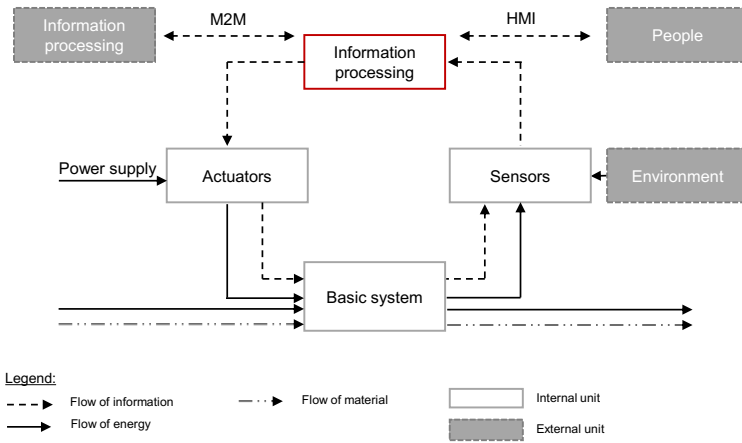 Information
processing
M2M
Information
processing
HMI
People
Power supply
Actuators
Sensors
Environment
Basic system
Legend:
Flow of information
Flow of material
Internal unit
Flow of energy
External unit